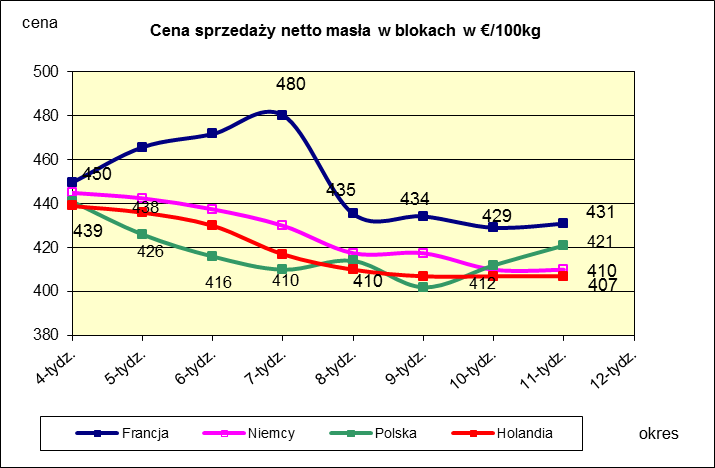 cena
Cena sprzedaży netto masła w blokach w €/100kg
500
480
460
440
420
400
380
450
480
435
434
429
431
439
438
426
416
410
410
412
421
410
407
4-tydz.
5-tydz.
6-tydz.
7-tydz.
8-tydz.
9-tydz.
10-tydz.
11-tydz.
12-tydz.
Francja Niemcy Polska Holandia
okres